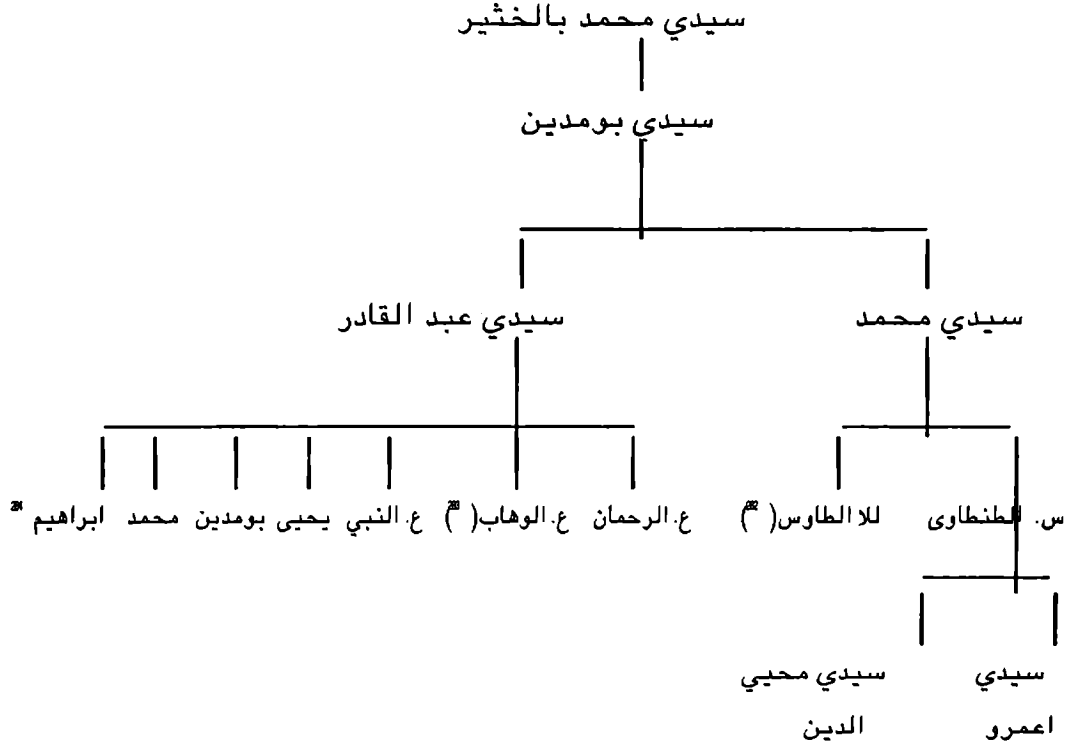 سيدي محمد بالخثير
سيدي بومدين
سيدي محمد سيدي عبد القادر
س. الطنطاوى للا الطاوس( ) ع. الرحمان ع. الوهاب( ) ع. النبي يحيى بومدين محمد ابراهيم
سيدي سيدي محيي
اعمرو الدين